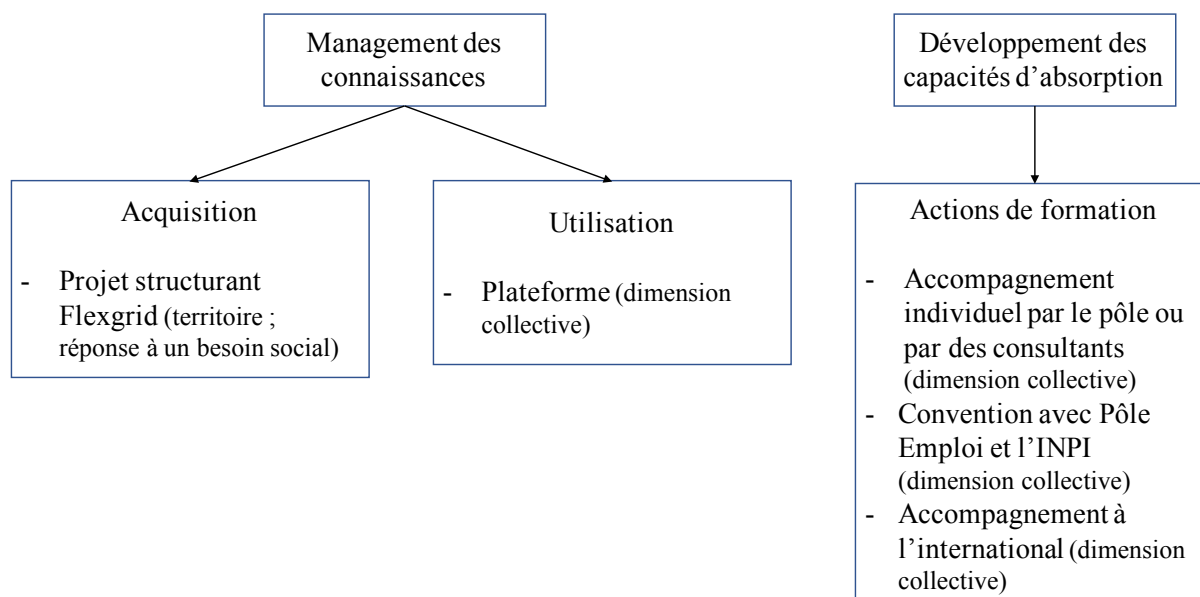 Management des
connaissances
Développement des
capacités d’absorption
Acquisition
- Projet structurant
Flexgrid (territoire ;
réponse à un besoin social)
Utilisation
- Plateforme (dimension
collective)
Actions de formation
- Accompagnement
individuel par le pôle ou
par des consultants
(dimension collective)
- Convention avec Pôle
Emploi et l’INPI
(dimension collective)
- Accompagnement à
l’international (dimension
collective)